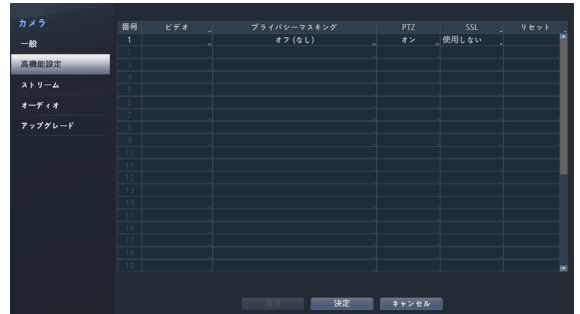 カメラ
一般
高機能設定
ストリーム
オーディオ
アップグレード
番号 ビデオ プライバシーマスキング PTZ SSL リセット
1 オフ (なし) オン 使用しない
2
3
4
5
6
7
8
9
10
11
12
13
14
15
16
17
18
19
決定 キャンセル